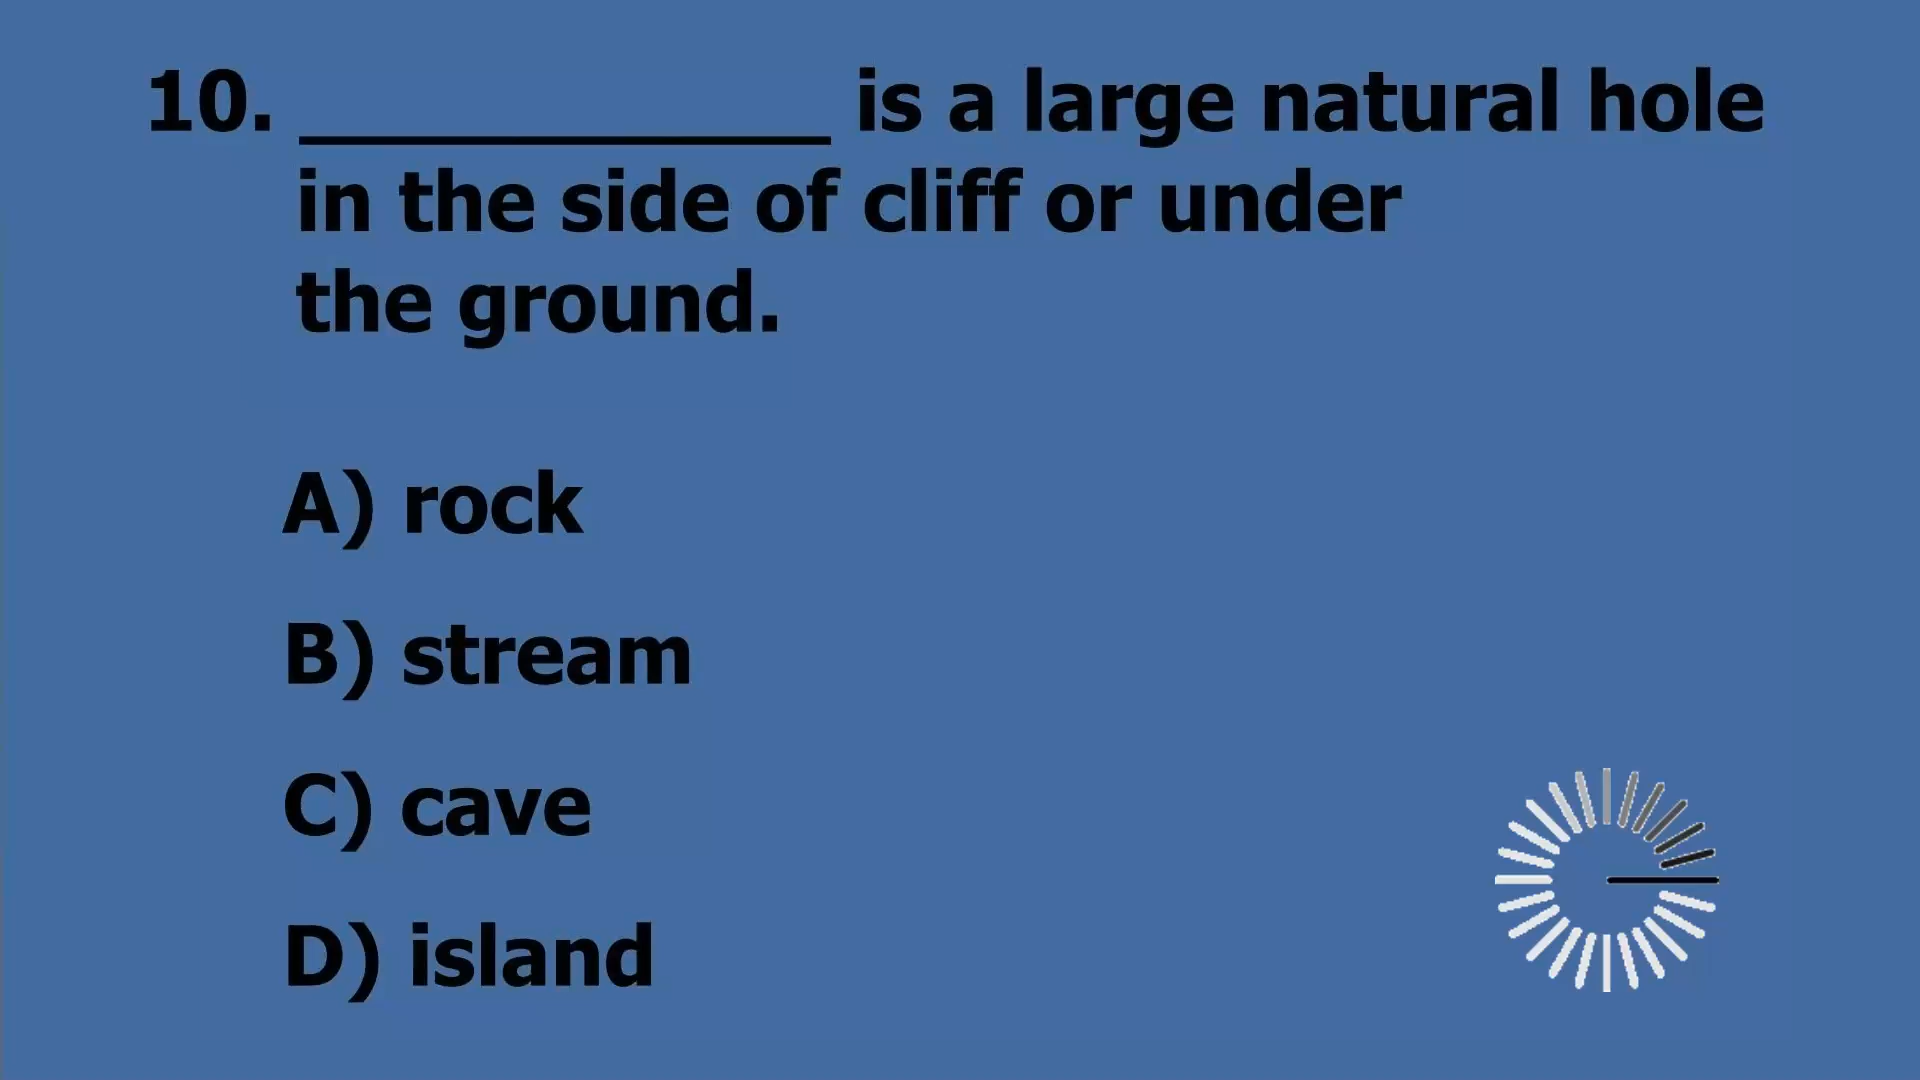 10. ____________ is a large natural hole
in the side of cliff or under
the ground.
A) rock
B) stream
C) cave
D) island